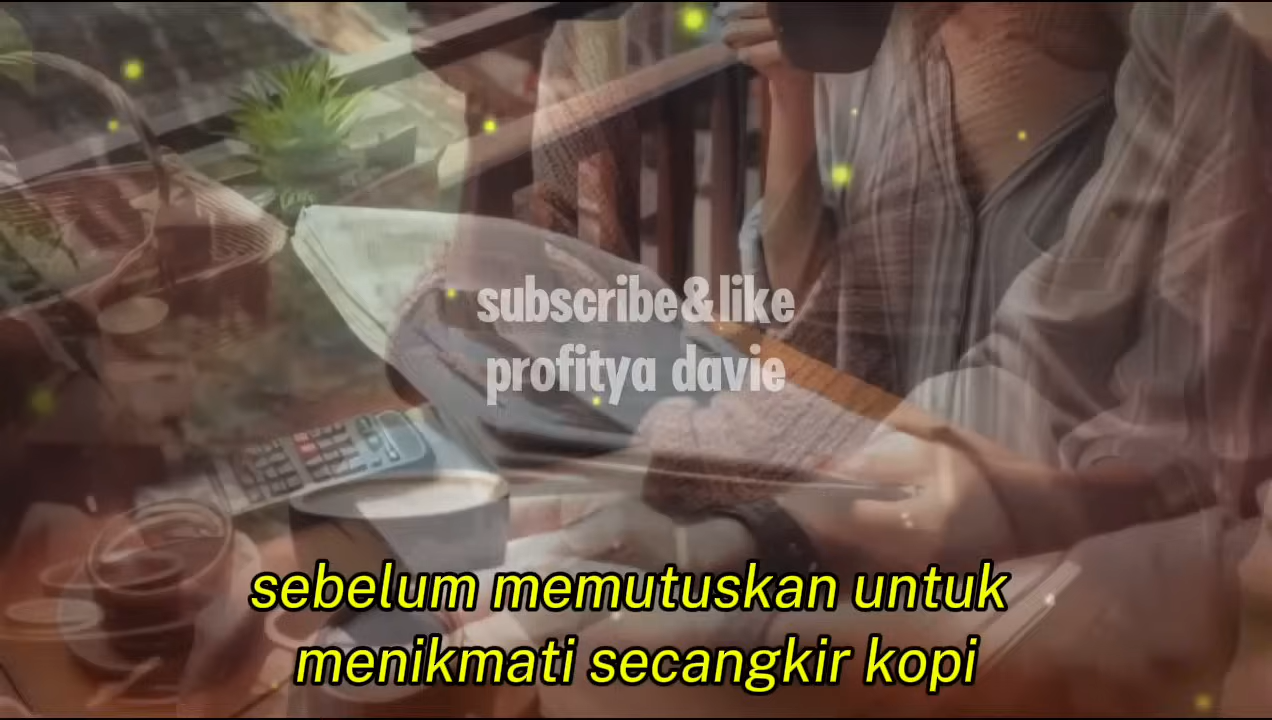 subscribe&like
profitya davie
sebelum memutuskan untuk
menikmati secangkir kopi